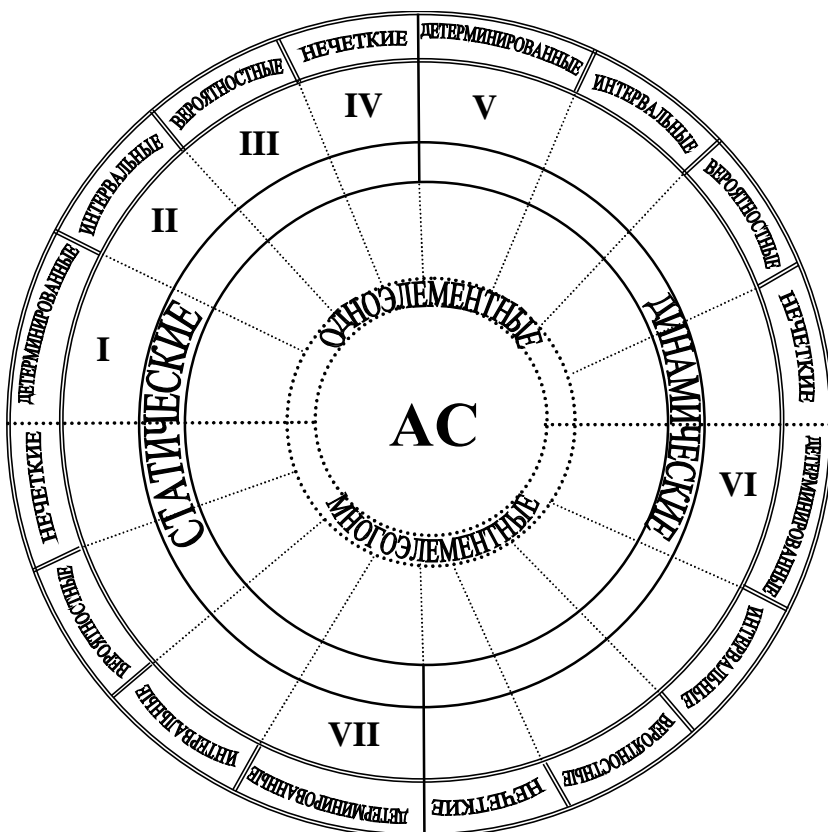 НЕЧЕТКИЕ
ДЕТЕРМИНИРОВАННЫЕ
ИНТЕРВАЛЬНЫЕ
ВЕРОЯТНОСТНЫЕ
НЕЧЕТКИЕ
ДЕТЕРМИНИРОВАННЫЕ
ИНТЕРВАЛЬНЫЕ
ВЕРОЯТНОСТНЫЕ
НЕЧЕТКИЕ
ДЕТЕРМИНИРОВАННЫЕ
ИНТЕРВАЛЬНЫЕ
ВЕРОЯТНОСТНЫЕ
НЕЧЕТКИЕ
ДЕТЕРМИНИРОВАННЫЕ
ИНТЕРВАЛЬНЫЕ
ВЕРОЯТНОСТНЫЕ
I
II
III
IV
V
VI
VII
СТАТИЧЕСКИЕ
ДИНАМИЧЕСКИЕ
ОДНОЭЛЕМЕНТНЫЕ
АС
МНОГОЭЛЕМЕНТНЫЕ